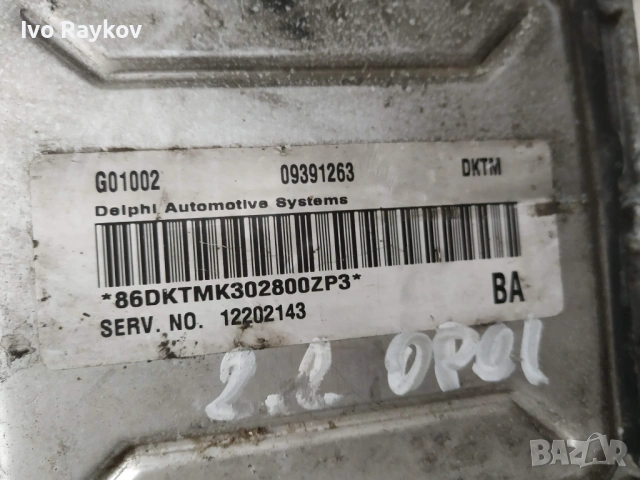 Ivo Raykov
G01002 09391263 DKTM
Delphi Automotive Systems
*86DKTMK302800ZP3*
SERV. NO. 12202143 BA
2.2 OPEL
BAZAR